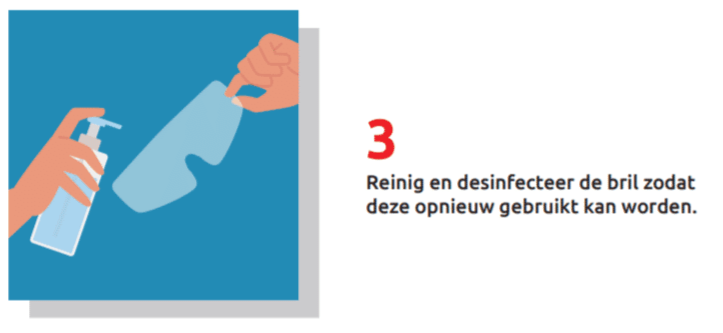 3
Reinig en desinfecteer de bril zodat
deze opnieuw gebruikt kan worden.